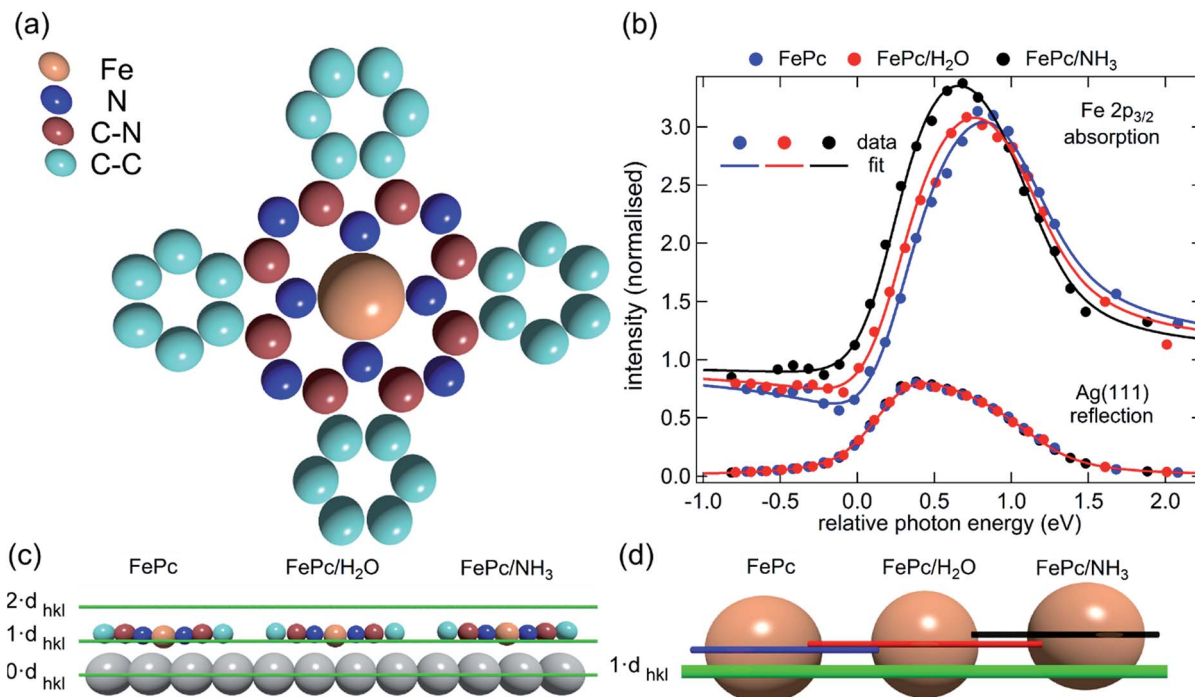 (a)
Fe
N
C-N
C-C
(b)
FePc FePc/H2O FePc/NH3
Fe 2p3/2
absorption
data
fit
Ag(111)
reflection
intensity (normalised)
3.0
2.5
2.0
1.5
1.0
0.5
0.0
-1.0 -0.5 0.0 0.5 1.0 1.5 2.0
relative photon energy (eV)
(c)
FePc FePc/H2O FePc/NH3
2·d hkl
1·d hkl
0·d hkl
(d)
FePc FePc/H2O FePc/NH3
1·d hkl